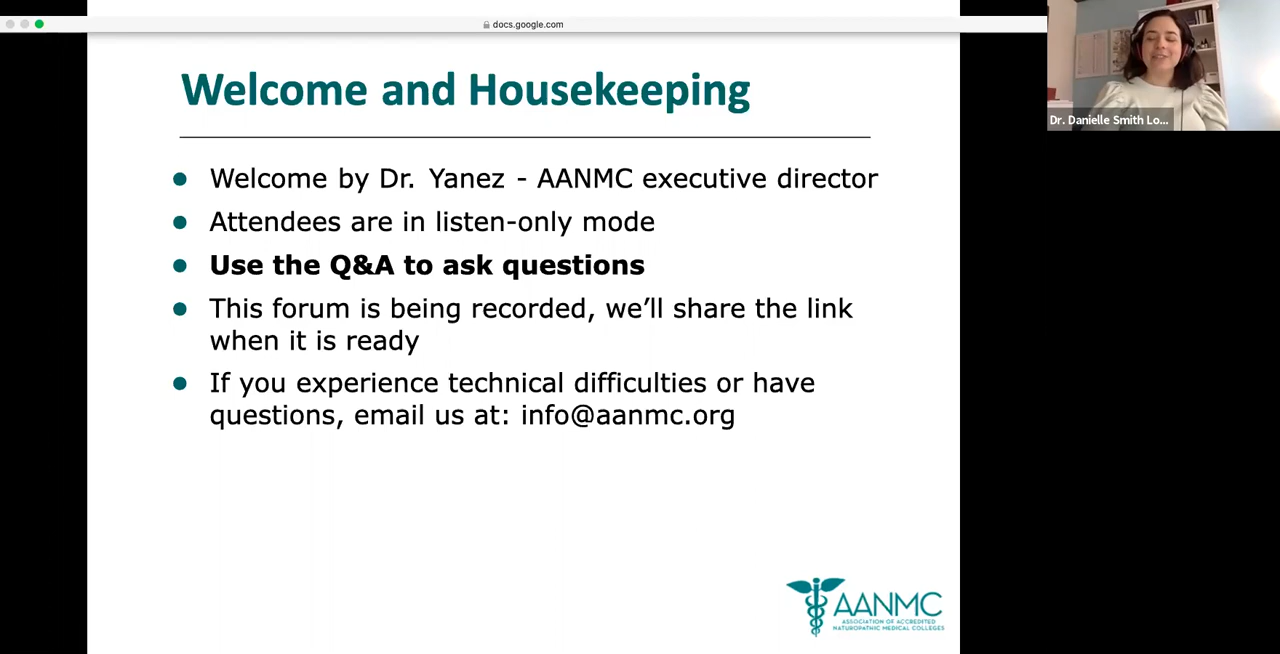 docs.google.com
Dr. Danielle Smith Lo...
Welcome and Housekeeping
● Welcome by Dr. Yanez - AANMC executive director
● Attendees are in listen-only mode
● Use the Q&A to ask questions
● This forum is being recorded, we’ll share the link
when it is ready
● If you experience technical difficulties or have
questions, email us at: info@aanmc.org
AANMC
ASSOCIATION OF ACCREDITED
NATUROPATHIC MEDICAL COLLEGES